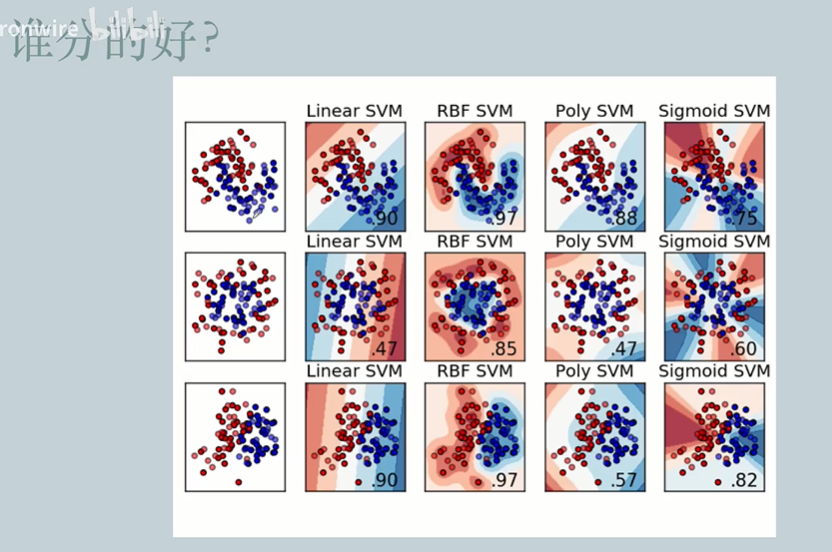 ronwire bilibili
谁分的好?
Linear SVM RBF SVM Poly SVM Sigmoid SVM
.90 .97 .88 .75
Linear SVM RBF SVM Poly SVM Sigmoid SVM
.47 .85 .47 .60
Linear SVM RBF SVM Poly SVM Sigmoid SVM
.90 .97 .57 .82